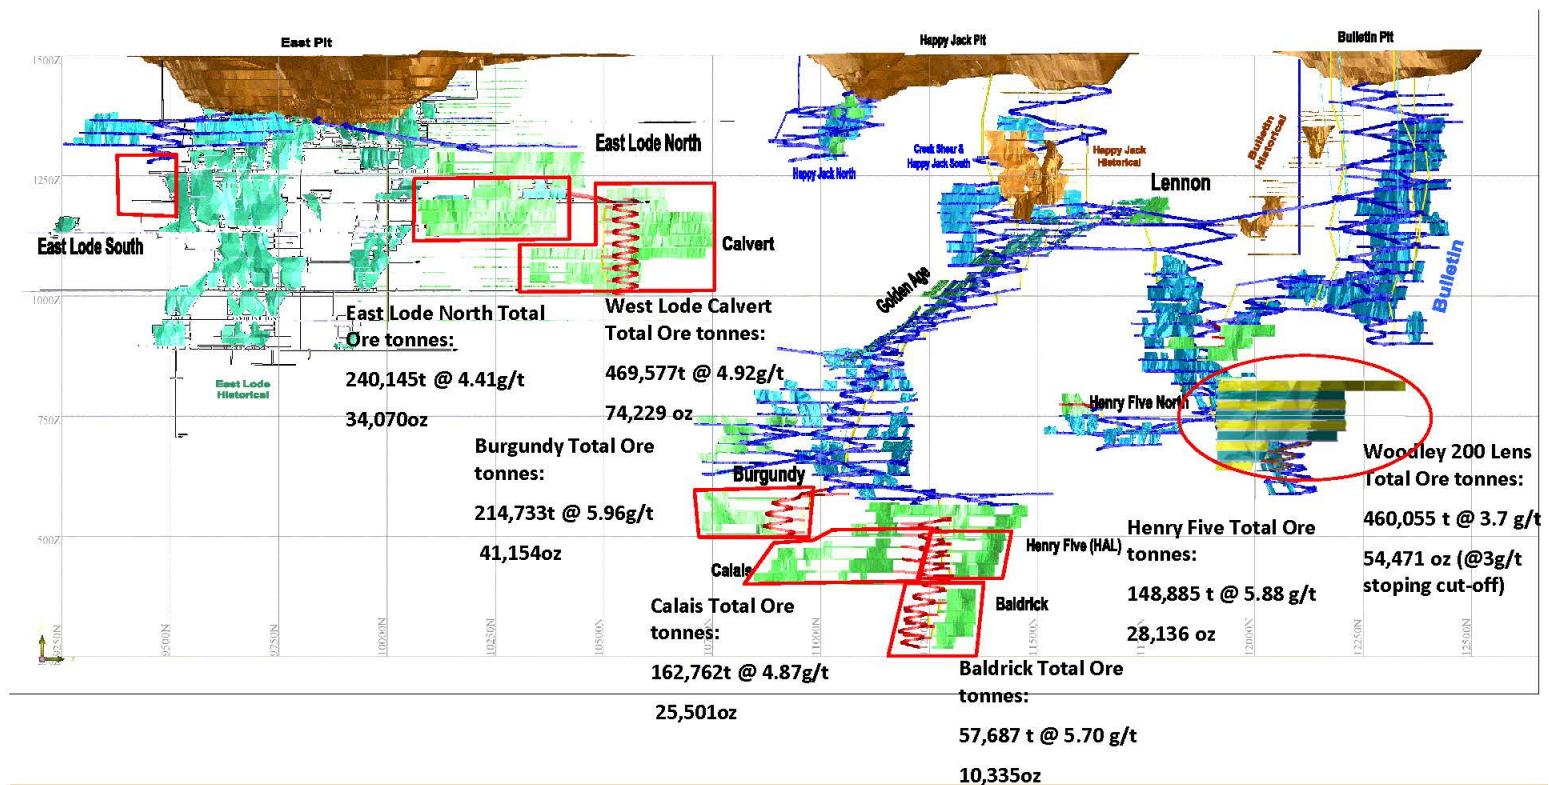 East Pit
Happy Jack Pit
Bulletin Pit
1500Z
1250Z
1000Z
750Z
500Z
East Lode North
Creek Shear &
Happy Jack South
Happy Jack North
Happy Jack
Historical
Bulletin
Historical
Lennon
East Lode South
Calvert
Golden Age
Bulletin
East Lode North Total
Ore tonnes:
240,145t @ 4.41g/t
34,070oz
West Lode Calvert
Total Ore tonnes:
469,577t @ 4.92g/t
74,229 oz
East Lode
Historical
Henry Five North
Burgundy Total Ore
tonnes:
214,733t @ 5.96g/t
41,154oz
Burgundy
Woodley 200 Lens
Total Ore tonnes:
460,055 t @ 3.7 g/t
54,471 oz (@3g/t
stoping cut-off)
Henry Five Total Ore
tonnes:
148,885 t @ 5.88 g/t
28,136 oz
Henry Five (HAL)
Calais
Baldrick
Calais Total Ore
tonnes:
162,762t @ 4.87g/t
25,501oz
Baldrick Total Ore
tonnes:
57,687 t @ 5.70 g/t
10,335oz
9250N
9500N
9750N
10000N
10250N
10500N
11000N
11500N
12000N
12250N
12500N